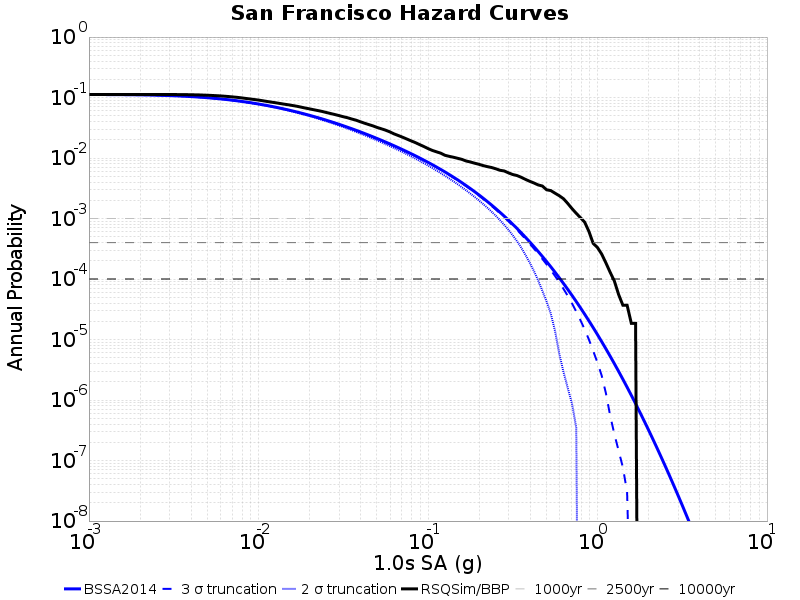 San Francisco Hazard Curves
Annual Probability
10^0
10^-1
10^-2
10^-3
10^-4
10^-5
10^-6
10^-7
10^-8
10^-3 10^-2 10^-1 10^0 10^1
1.0s SA (g)
BSSA2014 3 σ truncation 2 σ truncation RSQSim/BBP 1000yr 2500yr 10000yr